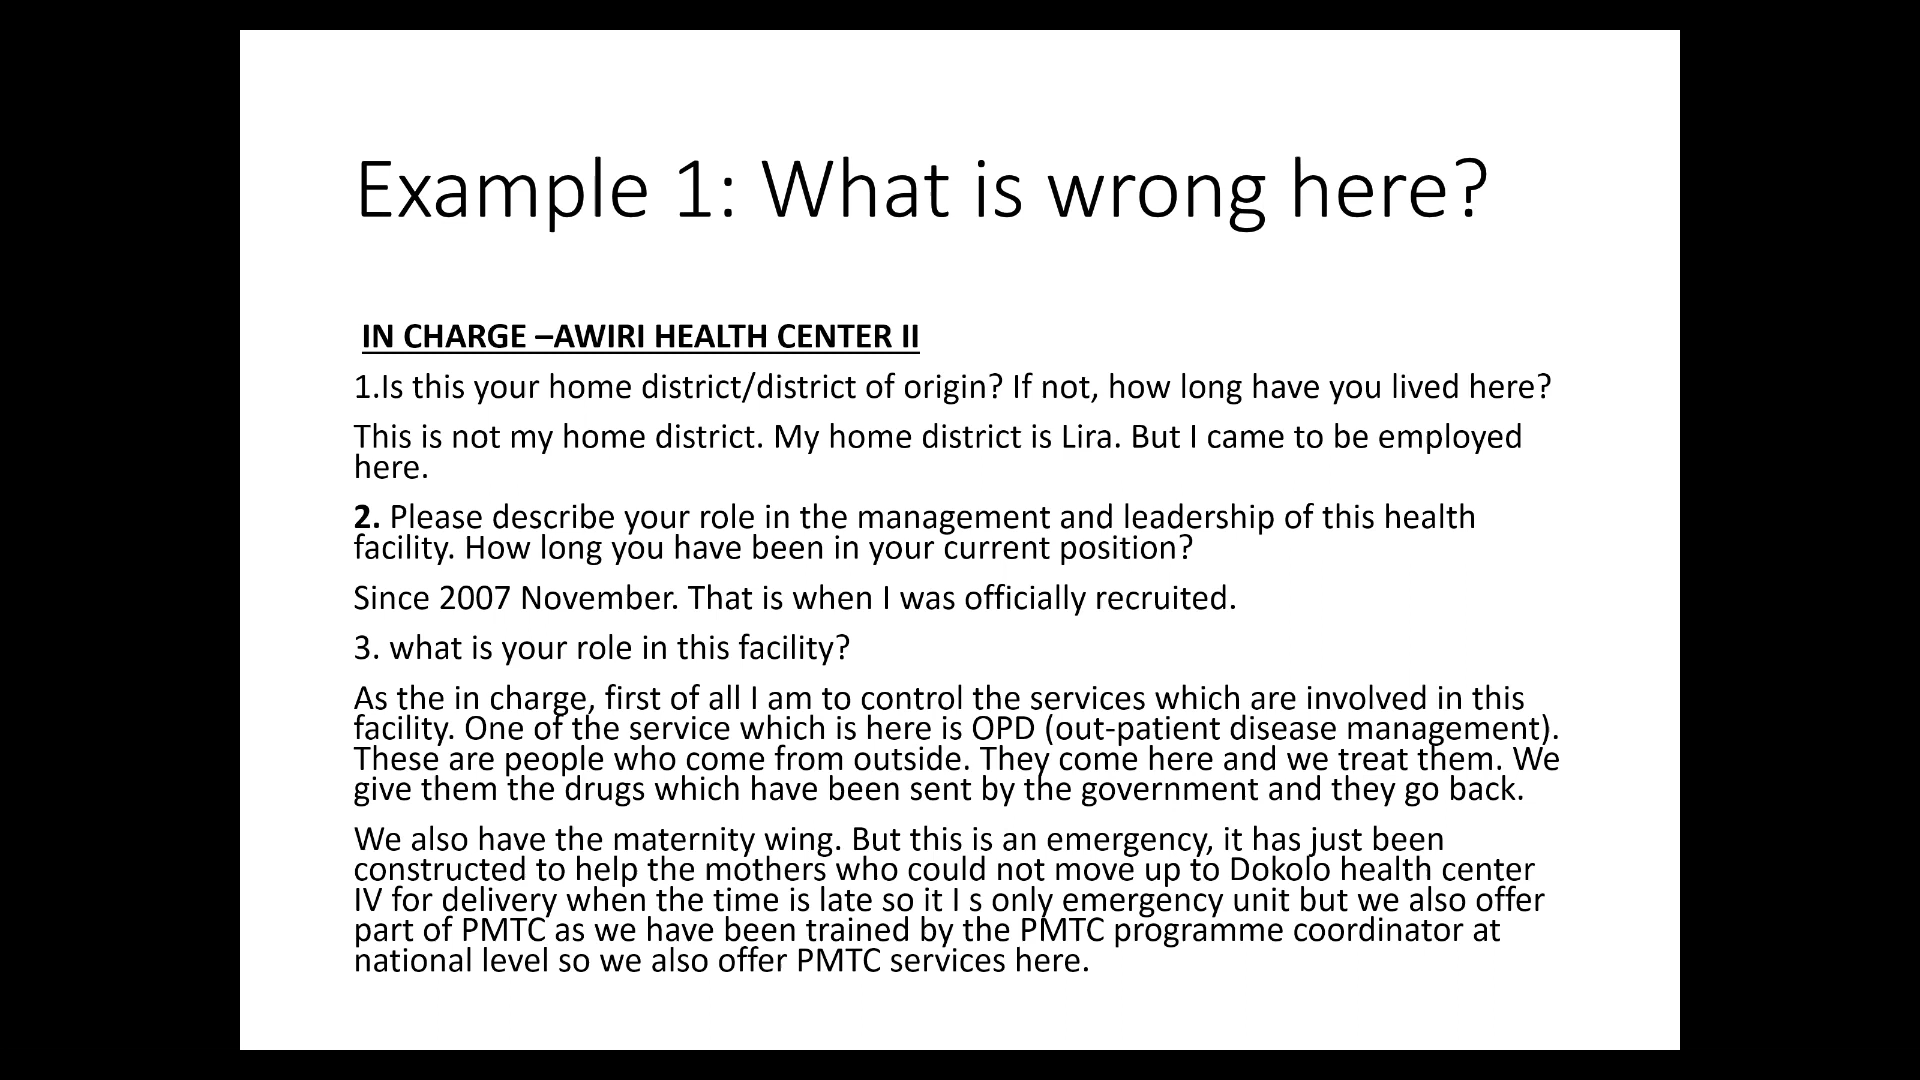 Example 1: What is wrong here?
IN CHARGE –AWIRI HEALTH CENTER II
1.Is this your home district/district of origin? If not, how long have you lived here?
This is not my home district. My home district is Lira. But I came to be employed
here.
2. Please describe your role in the management and leadership of this health
facility. How long you have been in your current position?
Since 2007 November. That is when I was officially recruited.
3. what is your role in this facility?
As the in charge, first of all I am to control the services which are involved in this
facility. One of the service which is here is OPD (out-patient disease management).
These are people who come from outside. They come here and we treat them. We
give them the drugs which have been sent by the government and they go back.
We also have the maternity wing. But this is an emergency, it has just been
constructed to help the mothers who could not move up to Dokolo health center
IV for delivery when the time is late so it I s only emergency unit but we also offer
part of PMTC as we have been trained by the PMTC programme coordinator at
national level so we also offer PMTC services here.